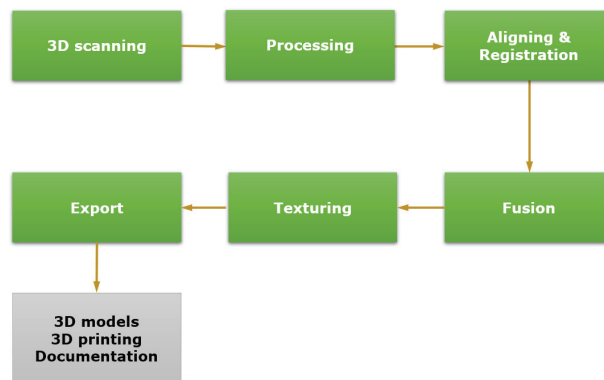 3D scanning
Processing
Aligning &
Registration
Export
Texturing
Fusion
3D models
3D printing
Documentation